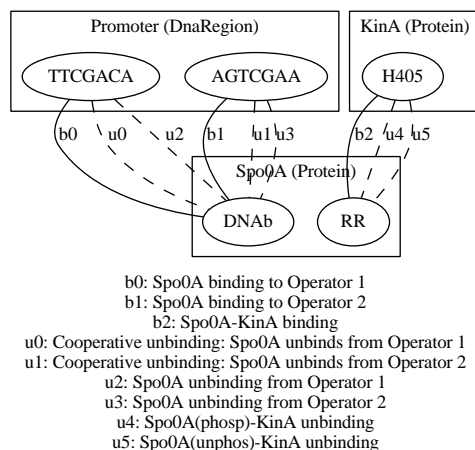 Promoter (DnaRegion)
KinA (Protein)
TTCGACA
AGTCGAA
H405
b0
u0
u2
b1
u1
u3
b2
u4
u5
Spo0A (Protein)
DNAb
RR
b0: Spo0A binding to Operator 1
b1: Spo0A binding to Operator 2
b2: Spo0A-KinA binding
u0: Cooperative unbinding: Spo0A unbinds from Operator 1
u1: Cooperative unbinding: Spo0A unbinds from Operator 2
u2: Spo0A unbinding from Operator 1
u3: Spo0A unbinding from Operator 2
u4: Spo0A(phosp)-KinA unbinding
u5: Spo0A(unphos)-KinA unbinding